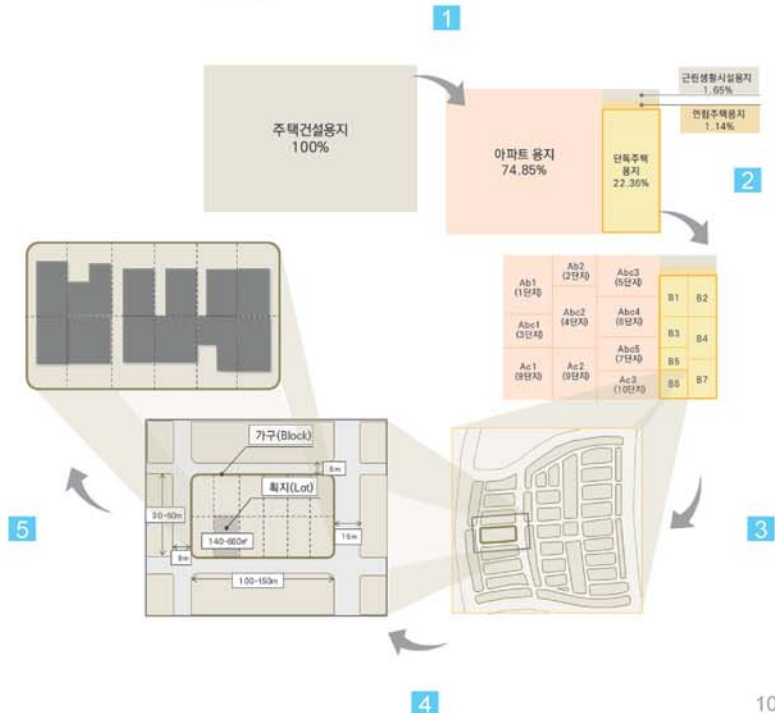 1
주택건설용지
100%
아파트 용지
74.85%
근린생활시설용지
1.65%
연립주택용지
1.14%
단독주택
용지
22.36%
2
Ab1
(1단지)
Abc1
(3단지)
Ac1
(8단지)
Ab2
(2단지)
Abc2
(4단지)
Ac2
(9단지)
Abc3
(5단지)
Abc4
(6단지)
Abc5
(7단지)
Ac3
(10단지)
B1
B2
B3
B4
B5
B6
B7
3
가구(Block)
획지(Lot)
6m
30-50m
140-660㎡
15m
8m
100-150m
5
4
10